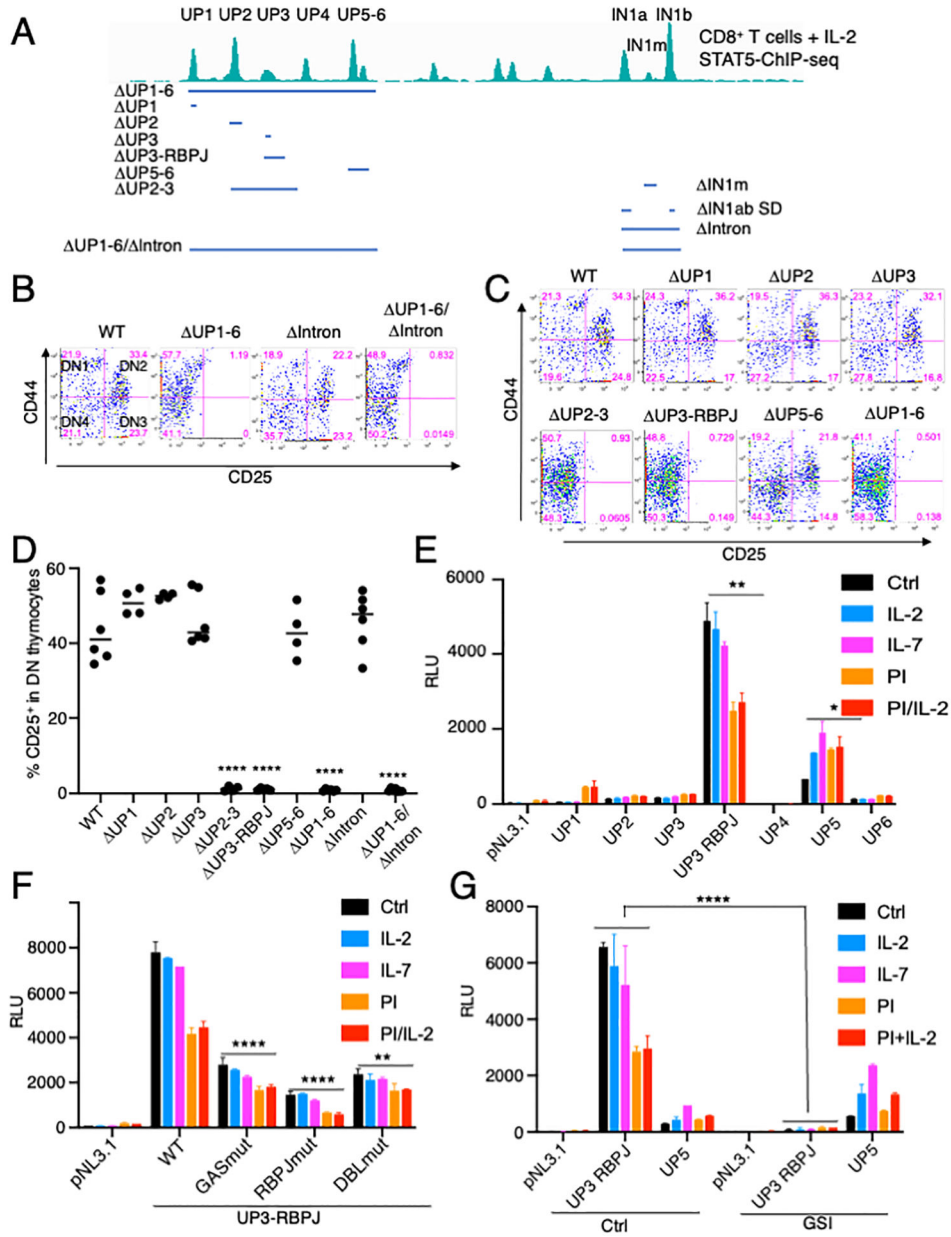 A
UP1 UP2 UP3 UP4 UP5-6 IN1a IN1b
IN1m
CD8+ T cells + IL-2
STAT5-ChIP-seq
ΔUP1-6
ΔUP1
ΔUP2
ΔUP3
ΔUP3-RBPJ
ΔUP5-6
ΔUP2-3
ΔIN1m
ΔIN1ab SD
ΔIntron
ΔUP1-6/ΔIntron
B
WT ΔUP1-6 ΔIntron ΔUP1-6/
ΔIntron
21.9 33.4 57.7 1.19 18.9 22.2 48.9 0.832
DN1 DN2
DN4 DN3
21.1 23.7 41.1 0 35.7 23.2 50.2 0.0149
CD44
CD25
C
WT ΔUP1 ΔUP2 ΔUP3
21.3 34.3 24.3 36.2 19.5 36.3 23.2 32.1
19.6 24.8 22.5 17 27.2 17 27.8 16.8
ΔUP2-3 ΔUP3-RBPJ ΔUP5-6 ΔUP1-6
50.7 0.93 48.8 0.729 19.2 21.8 41.1 0.501
48.3 0.0605 50.3 0.149 44.3 14.8 58.3 0.138
CD44
CD25
D
% CD25+ in DN thymocytes
60
40
20
0
**** **** **** ****
WT ΔUP1 ΔUP2 ΔUP3 ΔUP2-3 ΔUP3-RBPJ ΔUP5-6 ΔUP1-6 ΔIntron ΔUP1-6/
ΔIntron
E
RLU
6000
4000
2000
0
**
*
Ctrl
IL-2
IL-7
PI
PI/IL-2
pNL3.1 UP1 UP2 UP3 UP3 RBPJ UP4 UP5 UP6
F
RLU
8000
6000
4000
2000
0
**** **** **
Ctrl
IL-2
IL-7
PI
PI/IL-2
pNL3.1 WT GASmut RBPJmut DBLmut
UP3-RBPJ
G
RLU
8000
6000
4000
2000
0
****
Ctrl
IL-2
IL-7
PI
PI+IL-2
pNL3.1 UP3 RBPJ UP5 pNL3.1 UP3 RBPJ UP5
Ctrl GSI